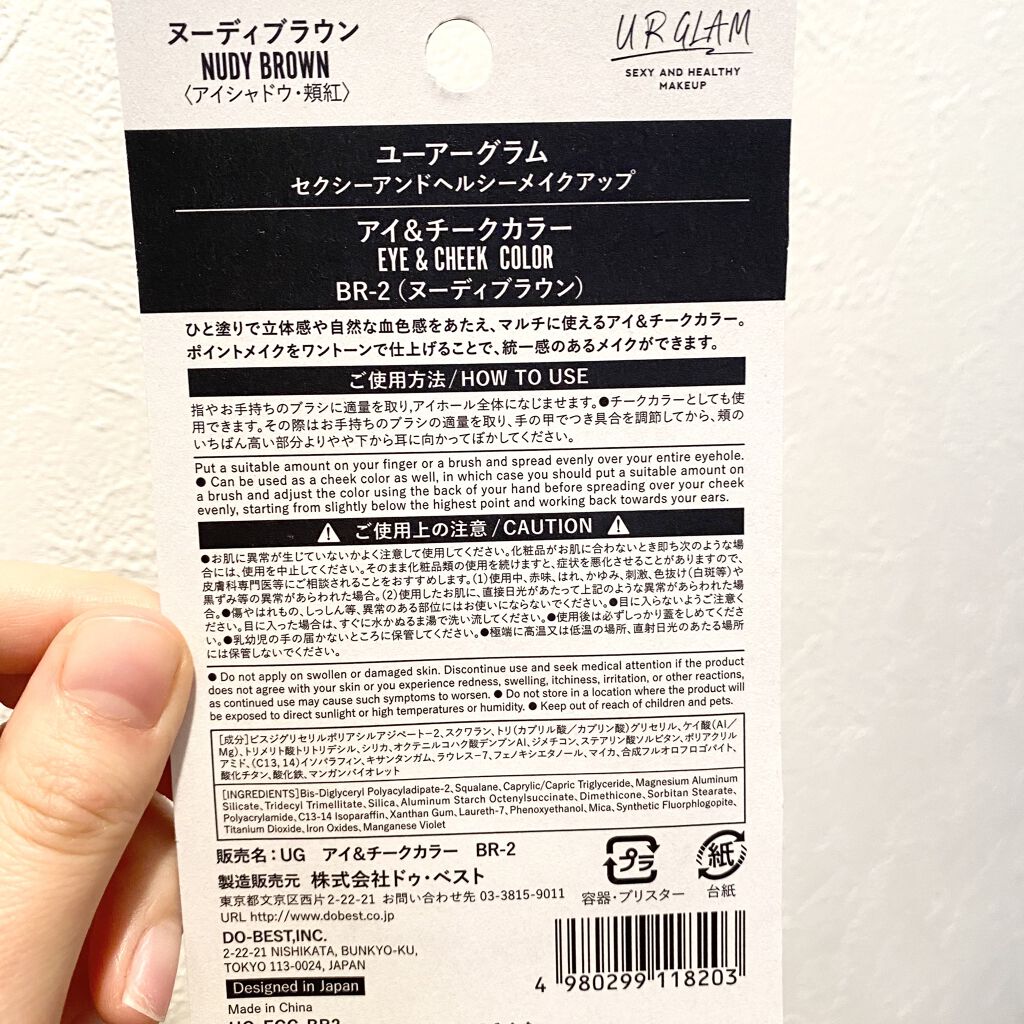 ヌーディブラウン
NUDY BROWN
〈アイシャドウ・頬紅〉
UR GLAM
SEXY AND HEALTHY
MAKEUP
ユーアーグラム
セクシーアンドヘルシーメイクアップ
アイ&チークカラー
EYE & CHEEK COLOR
BR-2(ヌーディブラウン)
ひと塗りで立体感や自然な血色感をあたえ、マルチに使えるアイ&チークカラー。
ポイントメイクをワントーンで仕上げることで、統一感のあるメイクができます。
ご使用方法/HOW TO USE
指やお手持ちのブラシに適量を取り,アイホール全体になじませます。●チークカラーとしても使
用できます。その際はお手持ちのブラシの適量を取り、手の甲でつき具合を調節してから、頬の
いちばん高い部分よりやや下から耳に向かってぼかしてください。
Put a suitable amount on your finger or a brush and spread evenly over your entire eyehole.
● Can be used as a cheek color as well, in which case you should put a suitable amount on
a brush and adjust the color using the back of your hand before spreading over your cheek
evenly, starting from slightly below the highest point and working back towards your ears.
ご使用上の注意/CAUTION
●お肌に異常が生じていないかよく注意して使用してください。化粧品がお肌に合わないとき即ち次のような場
合には、使用を中止してください。そのまま化粧品類の使用を続けますと、症状を悪化させることがありますので、
皮膚科専門医等にご相談されることをおすすめします。(1)使用中、赤味、はれ、かゆみ、刺激、色抜け(白斑等)や
黒ずみ等の異常があらわれた場合。(2)使用したお肌に、直接日光があたって上記のような異常があらわれた場
合。●傷やはれもの、しっしん等、異常のある部位にはお使いにならないでください。●目に入らないようご注意く
ださい。目に入った場合は、すぐに水かぬるま湯で洗い流してください。●使用後は必ずしっかり蓋をしめてくださ
い。●乳幼児の手の届かないところに保管してください。●極端に高温又は低温の場所、直射日光のあたる場所
には保管しないでください。
● Do not apply on swollen or damaged skin. Discontinue use and seek medical attention if the product
does not agree with your skin or you experience redness, swelling, itchiness, irritation, or other reactions,
as continued use may cause such symptoms to worsen. ● Do not store in a location where the product will
be exposed to direct sunlight or high temperatures or humidity. ● Keep out of reach of children and pets.
[成分]ビスジグリセリルポリアシルアジペート-2、スクワラン、トリ(カプリル酸/カプリン酸)グリセリル、ケイ酸(Al/
Mg)、トリメリト酸トリトリデシル、シリカ、オクテニルコハク酸デンプンAl、ジメチコン、ステアリン酸ソルビタン、ポリアクリル
アミド、(C13,14)イソパラフィン、キサンタンガム、ラウレス-7、フェノキシエタノール、マイカ、合成フルオロフロゴパイト、
酸化チタン、酸化鉄、マンガンバイオレット
[INGREDIENTS]Bis-Diglyceryl Polyacyladipate-2、Squalane、Caprylic/Capric Triglyceride、Magnesium Aluminum
Silicate、Tridecyl Trimellitate、Silica、Aluminum Starch Octenylsuccinate、Dimethicone、Sorbitan Stearate、
Polyacrylamide、C13-14 Isoparaffin、Xanthan Gum、Laureth-7、Phenoxyethanol、Mica、Synthetic Fluorphlogopite、
Titanium Dioxide、Iron Oxides、Manganese Violet
販売名:UG アイ&チークカラー BR-2
製造販売元 株式会社ドゥ・ベスト
東京都文京区西片2-22-21 お問い合わせ先 03-3815-9011
URL http://www.dobest.co.jp
DO-BEST,INC.
2-22-21 NISHIKATA, BUNKYO-KU,
TOKYO 113-0024, JAPAN
Designed in Japan
Made in China
プラ
容器・ブリスター
紙
台紙
4 980299 118203